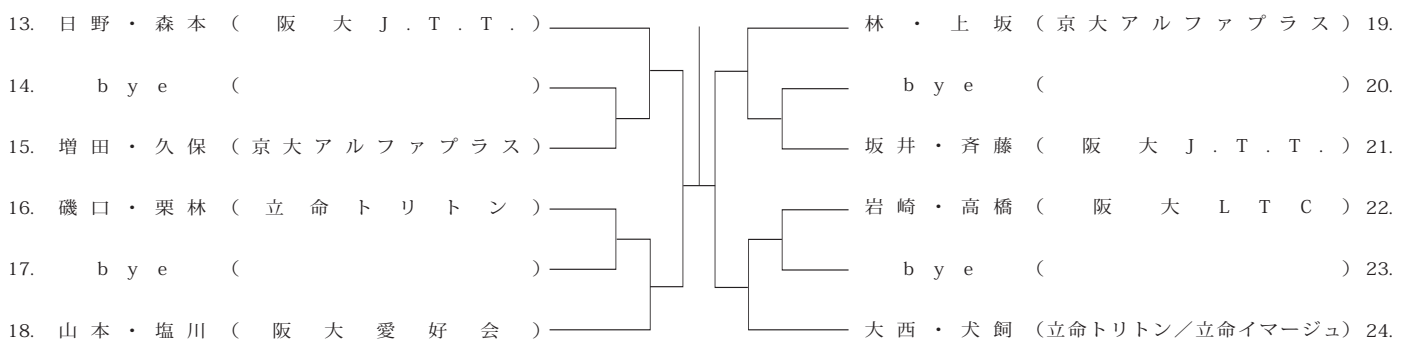 13. 日野・森本（阪大J.T.T.）
14. bye（ ）
15. 増田・久保（京大アルファプラス）
16. 磯口・栗林（立命トリトン）
17. bye（ ）
18. 山本・塩川（阪大愛好会）
林・上坂（京大アルファプラス）19.
bye（ ）20.
坂井・斉藤（阪大J.T.T.）21.
岩崎・高橋（阪大LTC）22.
bye（ ）23.
大西・犬飼（立命トリトン／立命イマージュ）24.